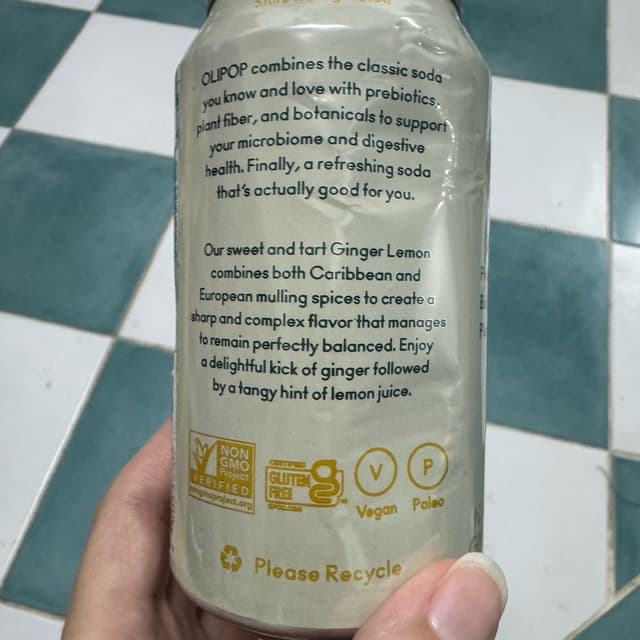 OLIPOP combines the classic soda
you know and love with prebiotics,
plant fiber, and botanicals to support
your microbiome and digestive
health. Finally, a refreshing soda
that's actually good for you.
Our sweet and tart Ginger Lemon
combines both Caribbean and
European mulling spices to create a
sharp and complex flavor that manages
to remain perfectly balanced. Enjoy
a delightful kick of ginger followed
by a tangy hint of lemon juice.
NON
GMO
Project
VERIFIED
nongmoproject.org
CERTIFIED
GLUTEN
FREE
g
TM
V
Vegan
P
Paleo
Please Recycle